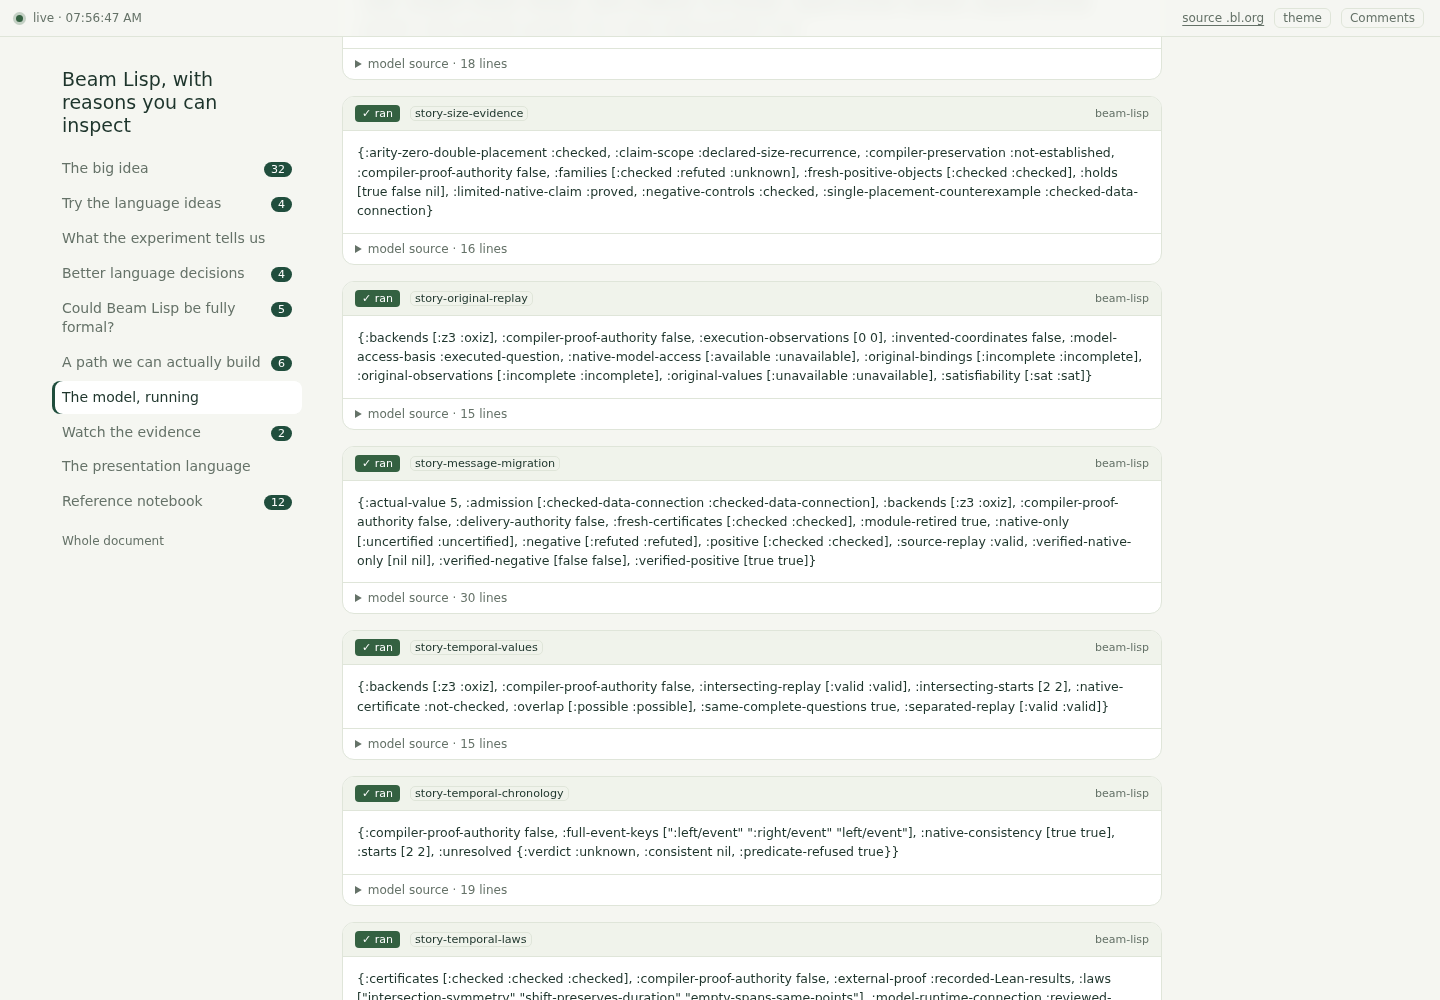 live · 07:56:47 AM
source .bl.org
theme
Comments
Beam Lisp, with
reasons you can
inspect
The big idea 32
Try the language ideas 4
What the experiment tells us
Better language decisions 4
Could Beam Lisp be fully
formal? 5
A path we can actually build 6
The model, running
Watch the evidence 2
The presentation language
Reference notebook 12
Whole document
▶ model source · 18 lines
✓ ran story-size-evidence beam-lisp
{:arity-zero-double-placement :checked, :claim-scope :declared-size-recurrence, :compiler-preservation :not-established,
:compiler-proof-authority false, :families [:checked :refuted :unknown], :fresh-positive-objects [:checked :checked], :holds
[true false nil], :limited-native-claim :proved, :negative-controls :checked, :single-placement-counterexample :checked-data-
connection}
▶ model source · 16 lines
✓ ran story-original-replay beam-lisp
{:backends [:z3 :oxiz], :compiler-proof-authority false, :execution-observations [0 0], :invented-coordinates false, :model-
access-basis :executed-question, :native-model-access [:available :unavailable], :original-bindings [:incomplete :incomplete],
:original-observations [:incomplete :incomplete], :original-values [:unavailable :unavailable], :satisfiability [:sat :sat]}
▶ model source · 15 lines
✓ ran story-message-migration beam-lisp
{:actual-value 5, :admission [:checked-data-connection :checked-data-connection], :backends [:z3 :oxiz], :compiler-proof-
authority false, :delivery-authority false, :fresh-certificates [:checked :checked], :module-retired true, :native-only
[:uncertified :uncertified], :negative [:refuted :refuted], :positive [:checked :checked], :source-replay :valid, :verified-native-
only [nil nil], :verified-negative [false false], :verified-positive [true true]}
▶ model source · 30 lines
✓ ran story-temporal-values beam-lisp
{:backends [:z3 :oxiz], :compiler-proof-authority false, :intersecting-replay [:valid :valid], :intersecting-starts [2 2], :native-
certificate :not-checked, :overlap [:possible :possible], :same-complete-questions true, :separated-replay [:valid :valid]}
▶ model source · 15 lines
✓ ran story-temporal-chronology beam-lisp
{:compiler-proof-authority false, :full-event-keys [":left/event" ":right/event" "left/event"], :native-consistency [true true],
:starts [2 2], :unresolved {:verdict :unknown, :consistent nil, :predicate-refused true}}
▶ model source · 19 lines
✓ ran story-temporal-laws beam-lisp
{:certificates [:checked :checked :checked], :compiler-proof-authority false, :external-proof :recorded-Lean-results, :laws
["intersection-symmetry" "shift-preserves-duration" "empty-spans-same-points"], :model-runtime-connection :reviewed-